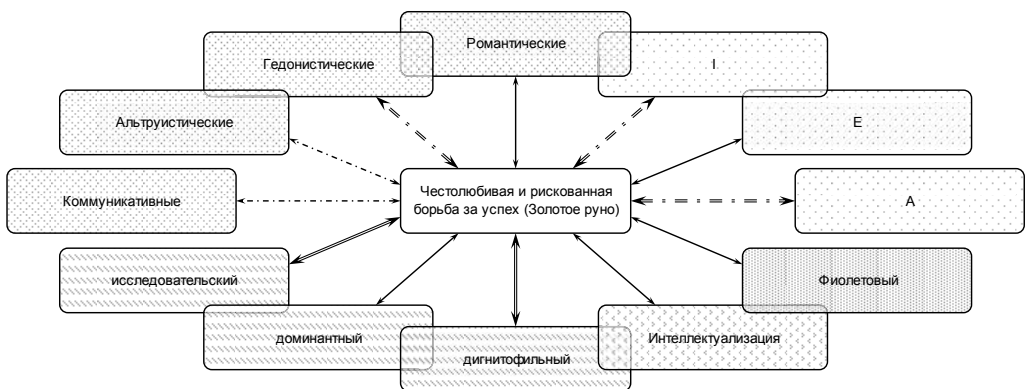 Романтические
Гедонистические
I
Альтруистические
Е
Коммуникативные
Честолюбивая и рискованная
борьба за успех (Золотое руно)
А
исследовательский
Фиолетовый
доминантный
дигнитофильный
Интеллектуализация